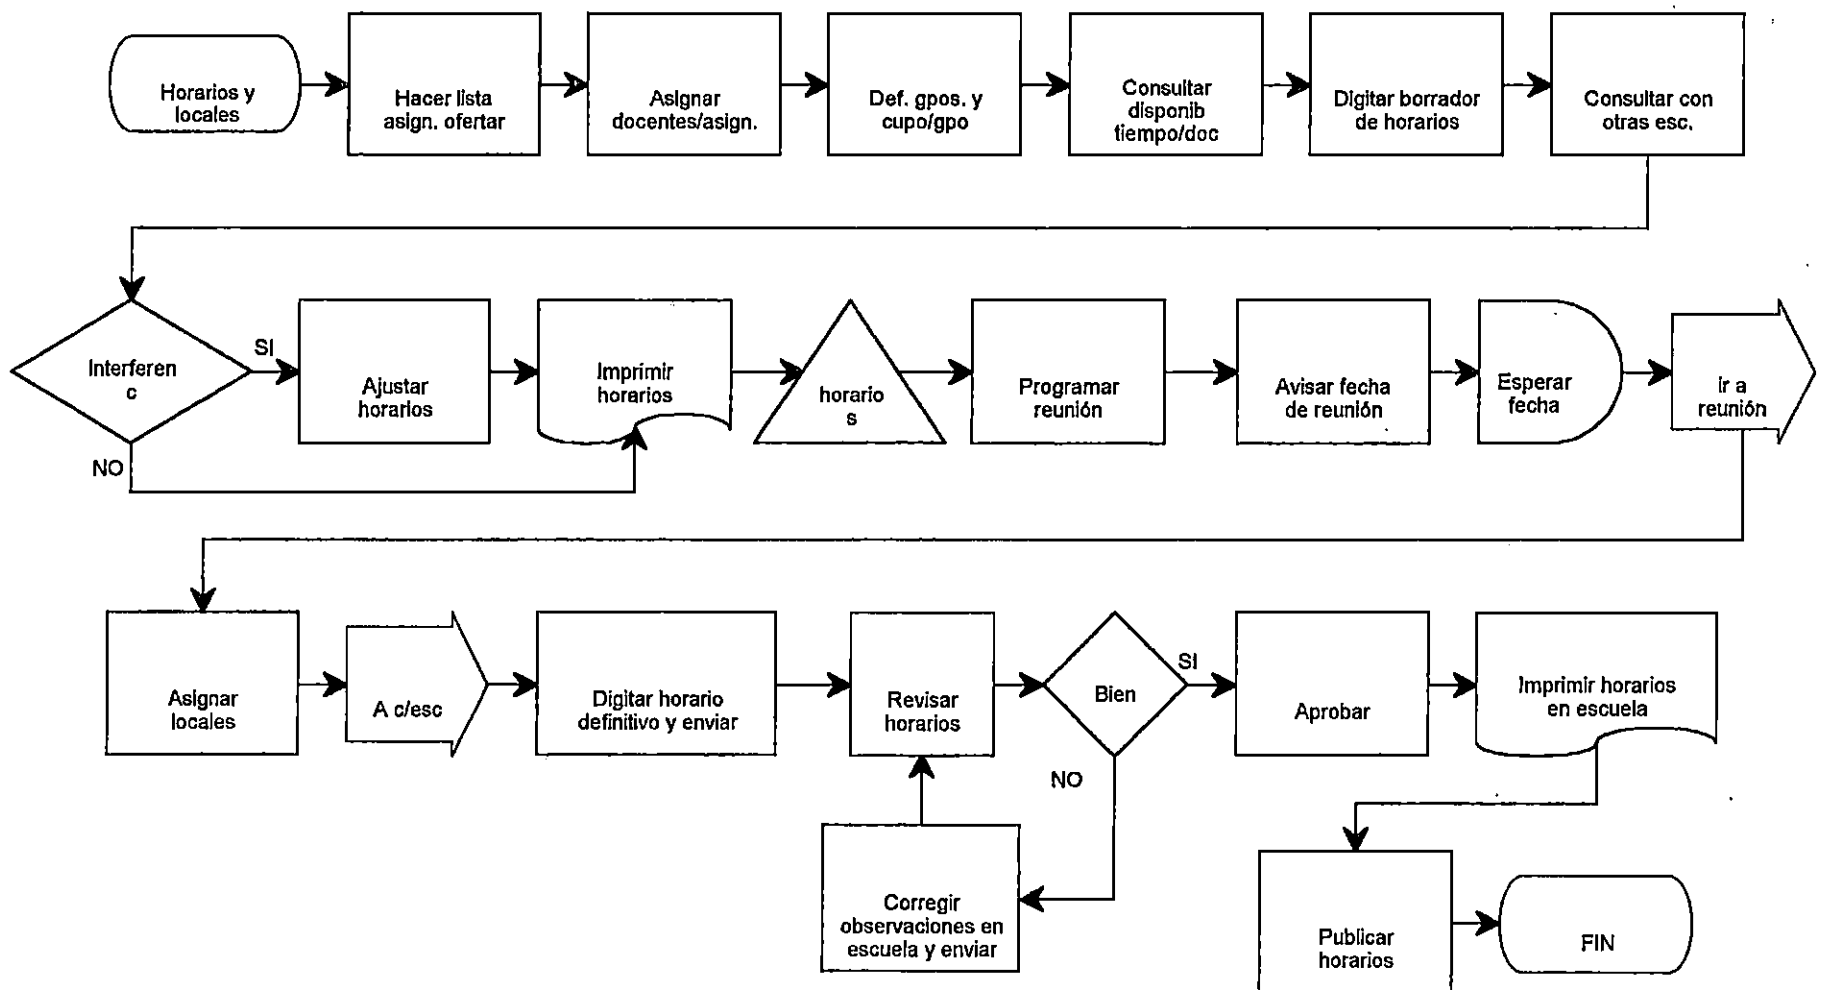 Horarios y
locales
Hacer lista
asign. ofertar
Asignar
docentes/asign.
Def. gpos. y
cupo/gpo
Consultar
disponib
tiempo/doc
Digitar borrador
de horarios
Consultar con
otras esc.
Interferen
c
SI
NO
Ajustar
horarios
Imprimir
horarios
horario
s
Programar
reunión
Avisar fecha
de reunión
Esperar
fecha
ir a
reunión
Asignar
locales
A c/esc
Digitar horario
definitivo y enviar
Revisar
horarios
Bien
SI
NO
Aprobar
Imprimir horarios
en escuela
Corregir
observaciones en
escuela y enviar
Publicar
horarios
FIN